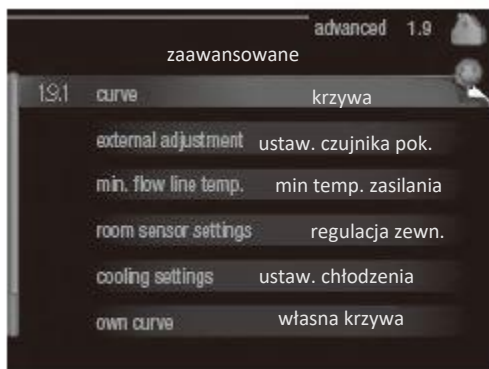 advanced 1.9
zaawansowane
1.9.1 curve krzywa
external adjustment ustaw. czujnika pok.
min. flow line temp. min temp. zasilania
room sensor settings regulacja zewn.
cooling settings ustaw. chłodzenia
own curve własna krzywa